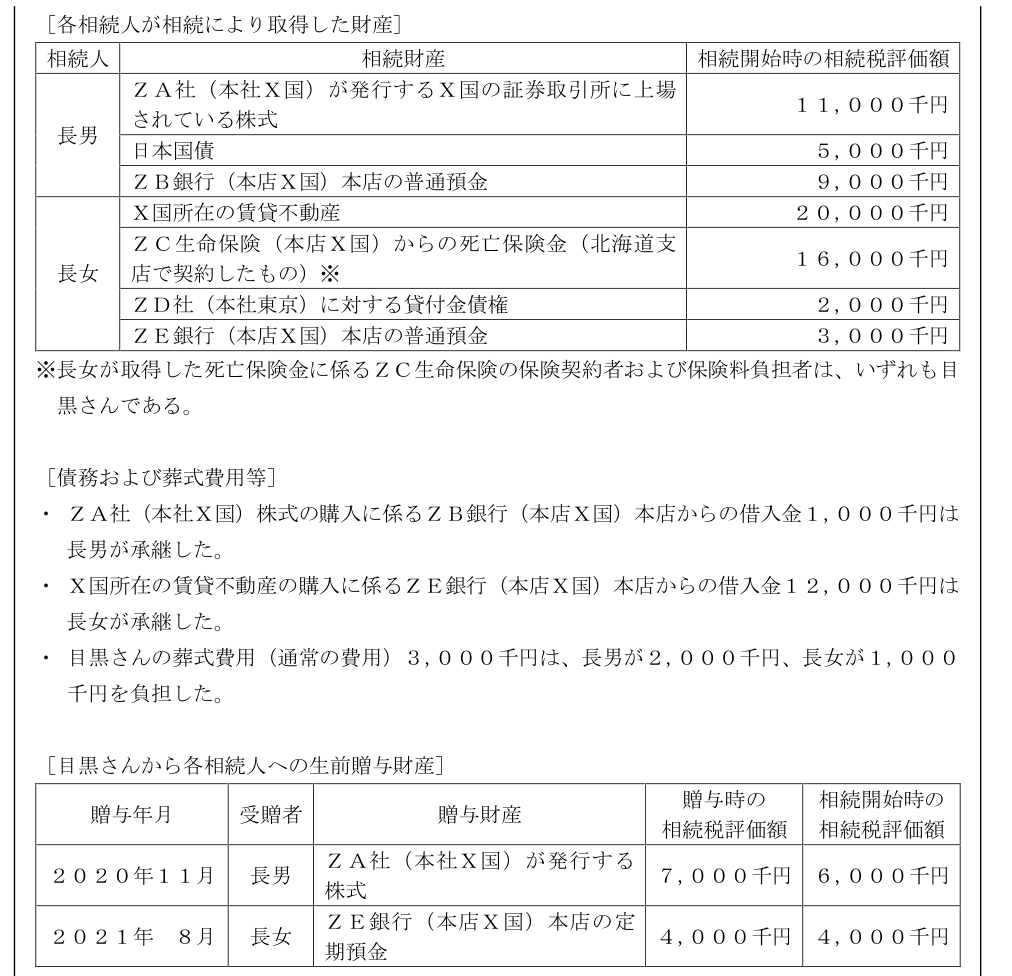 ［各相続人が相続により取得した財産］
相続人 相続財産 相続開始時の相続税評価額
長男
ＺＡ社（本社Ｘ国）が発行するＸ国の証券取引所に上場
されている株式
１１，０００千円
日本国債 ５，０００千円
ＺＢ銀行（本店Ｘ国）本店の普通預金 ９，０００千円
長女
Ｘ国所在の賃貸不動産 ２０，０００千円
ＺＣ生命保険（本店Ｘ国）からの死亡保険金（北海道支
店で契約したもの）※
１６，０００千円
ＺＤ社（本社東京）に対する貸付金債権 ２，０００千円
ＺＥ銀行（本店Ｘ国）本店の普通預金 ３，０００千円
※長女が取得した死亡保険金に係るＺＣ生命保険の保険契約者および保険料負担者は、いずれも目
黒さんである。
［債務および葬式費用等］
・ ＺＡ社（本社Ｘ国）株式の購入に係るＺＢ銀行（本店Ｘ国）本店からの借入金１，０００千円は
長男が承継した。
・ Ｘ国所在の賃貸不動産の購入に係るＺＥ銀行（本店Ｘ国）本店からの借入金１２，０００千円は
長女が承継した。
・ 目黒さんの葬式費用（通常の費用）３，０００千円は、長男が２，０００千円、長女が１，０００
千円を負担した。
［目黒さんから各相続人への生前贈与財産］
贈与年月 受贈者 贈与財産
贈与時の
相続税評価額
相続開始時の
相続税評価額
２０２０年１１月 長男
ＺＡ社（本社Ｘ国）が発行する
株式
７，０００千円 ６，０００千円
２０２１年　８月 長女
ＺＥ銀行（本店Ｘ国）本店の定
期預金
４，０００千円 ４，０００千円